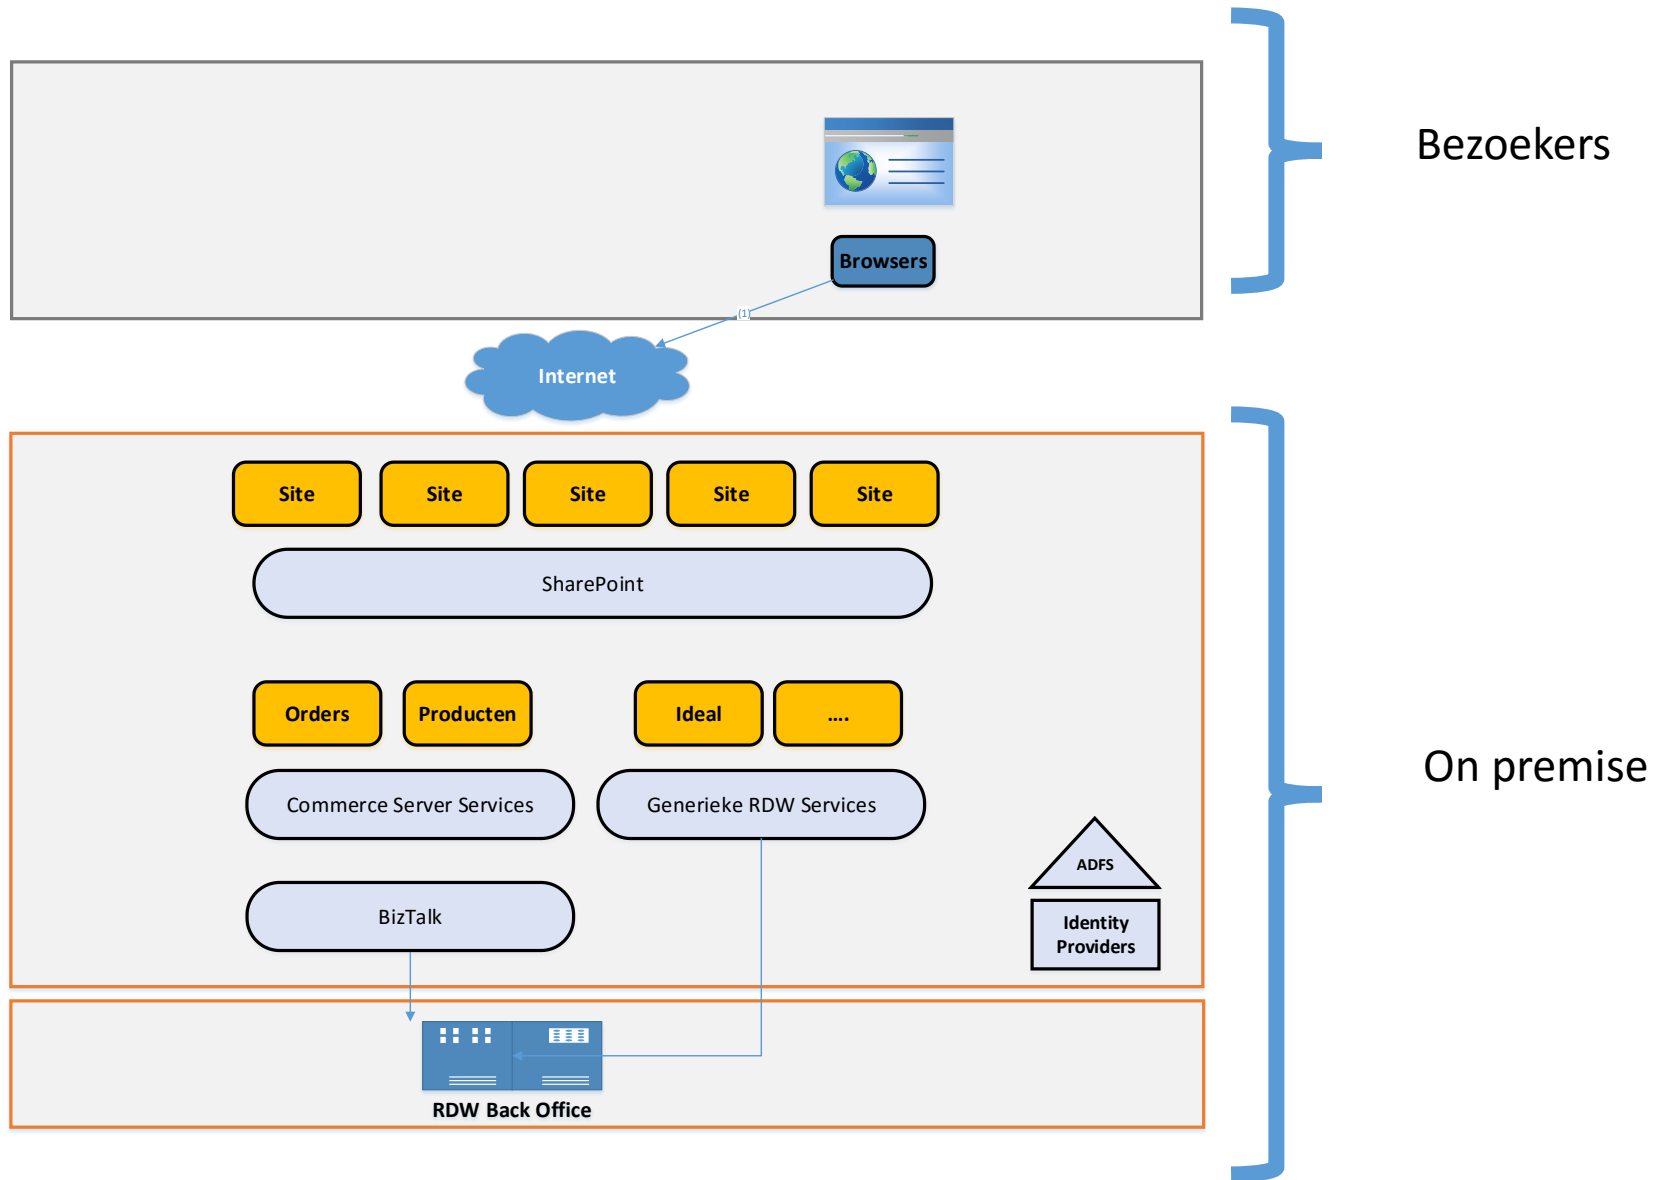 Bezoekers
Browsers
(1)
Internet
Site Site Site Site Site
SharePoint
Orders Producten Ideal ....
On premise
Commerce Server Services Generieke RDW Services
ADFS
BizTalk
Identity
Providers
RDW Back Office